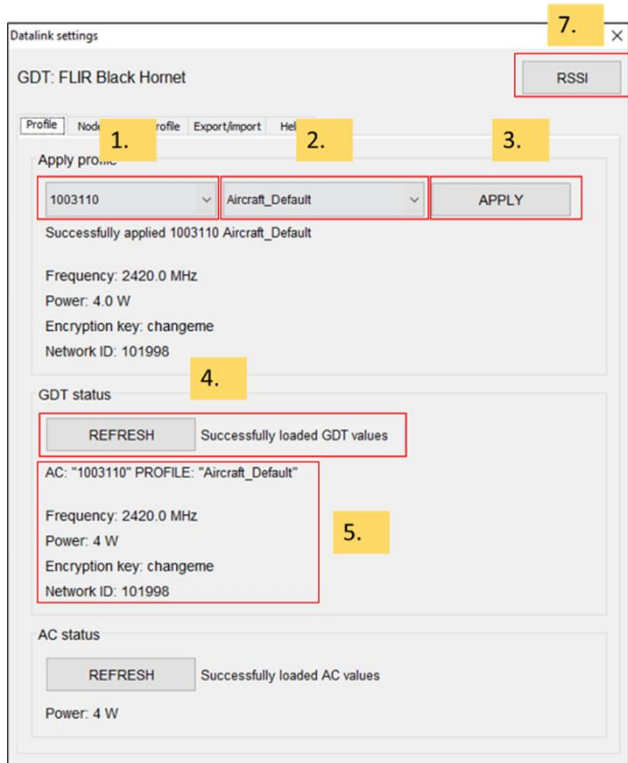 7.
Datalink settings
GDT: FLIR Black Hornet
RSSI
Profile Node rofile Export/import Hel
1. 2. 3.
Apply profile
1003110 Aircraft_Default APPLY
Successfully applied 1003110 Aircraft_Default
Frequency: 2420.0 MHz
Power: 4.0 W
Encryption key: changeme
Network ID: 101998
4.
GDT status
REFRESH Successfully loaded GDT values
AC: "1003110" PROFILE: "Aircraft_Default"
Frequency: 2420.0 MHz
Power: 4 W
5.
Encryption key: changeme
Network ID: 101998
AC status
REFRESH Successfully loaded AC values
Power: 4 W